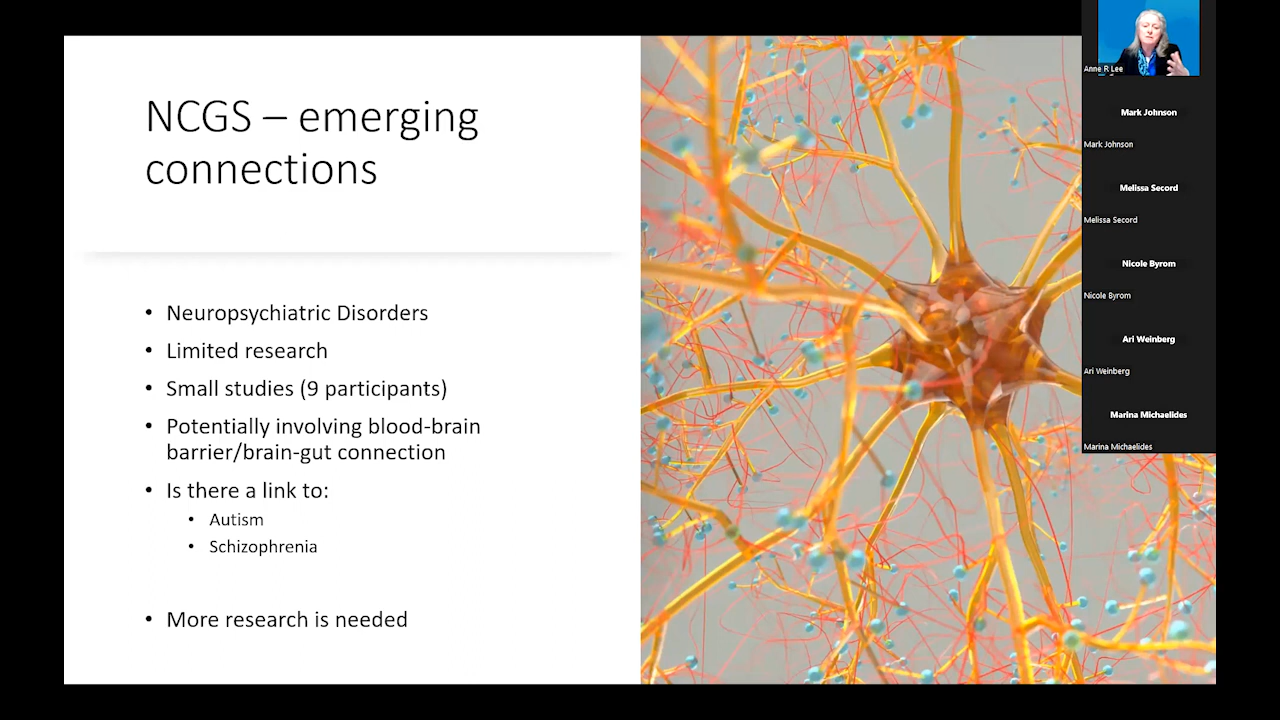 NCGS – emerging
connections
• Neuropsychiatric Disorders
• Limited research
• Small studies (9 participants)
• Potentially involving blood-brain
barrier/brain-gut connection
• Is there a link to:
• Autism
• Schizophrenia
• More research is needed
Anne R Lee
Mark Johnson
Mark Johnson
Melissa Secord
Melissa Secord
Nicole Byrom
Nicole Byrom
Ari Weinberg
Ari Weinberg
Marina Michaelides
Marina Michaelides